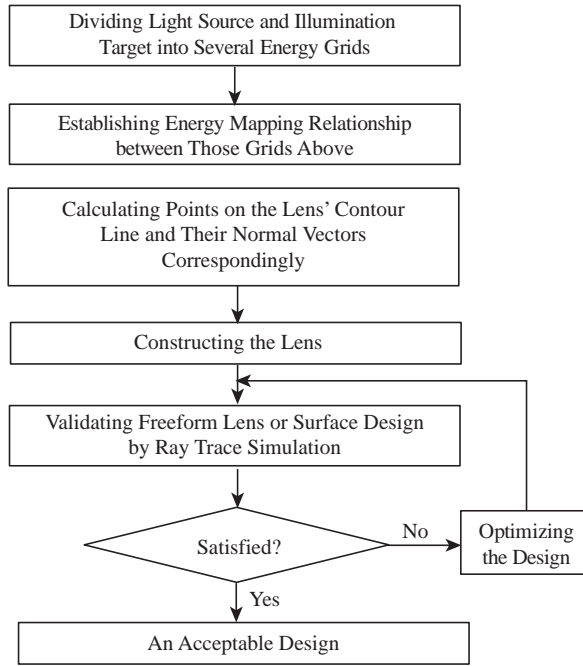 Dividing Light Source and Illumination
Target into Several Energy Grids
Establishing Energy Mapping Relationship
between Those Grids Above
Calculating Points on the Lens’ Contour
Line and Their Normal Vectors
Correspondingly
Constructing the Lens
Validating Freeform Lens or Surface Design
by Ray Trace Simulation
Satisfied?
No
Optimizing
the Design
Yes
An Acceptable Design